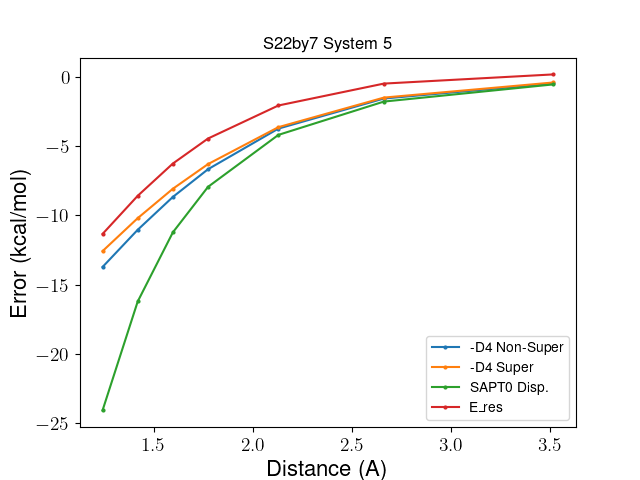 S22by7 System 5
Error (kcal/mol)
0
−5
−10
−15
−20
−25
-D4 Non-Super
-D4 Super
SAPT0 Disp.
E_res
1.5 2.0 2.5 3.0 3.5
Distance (A)